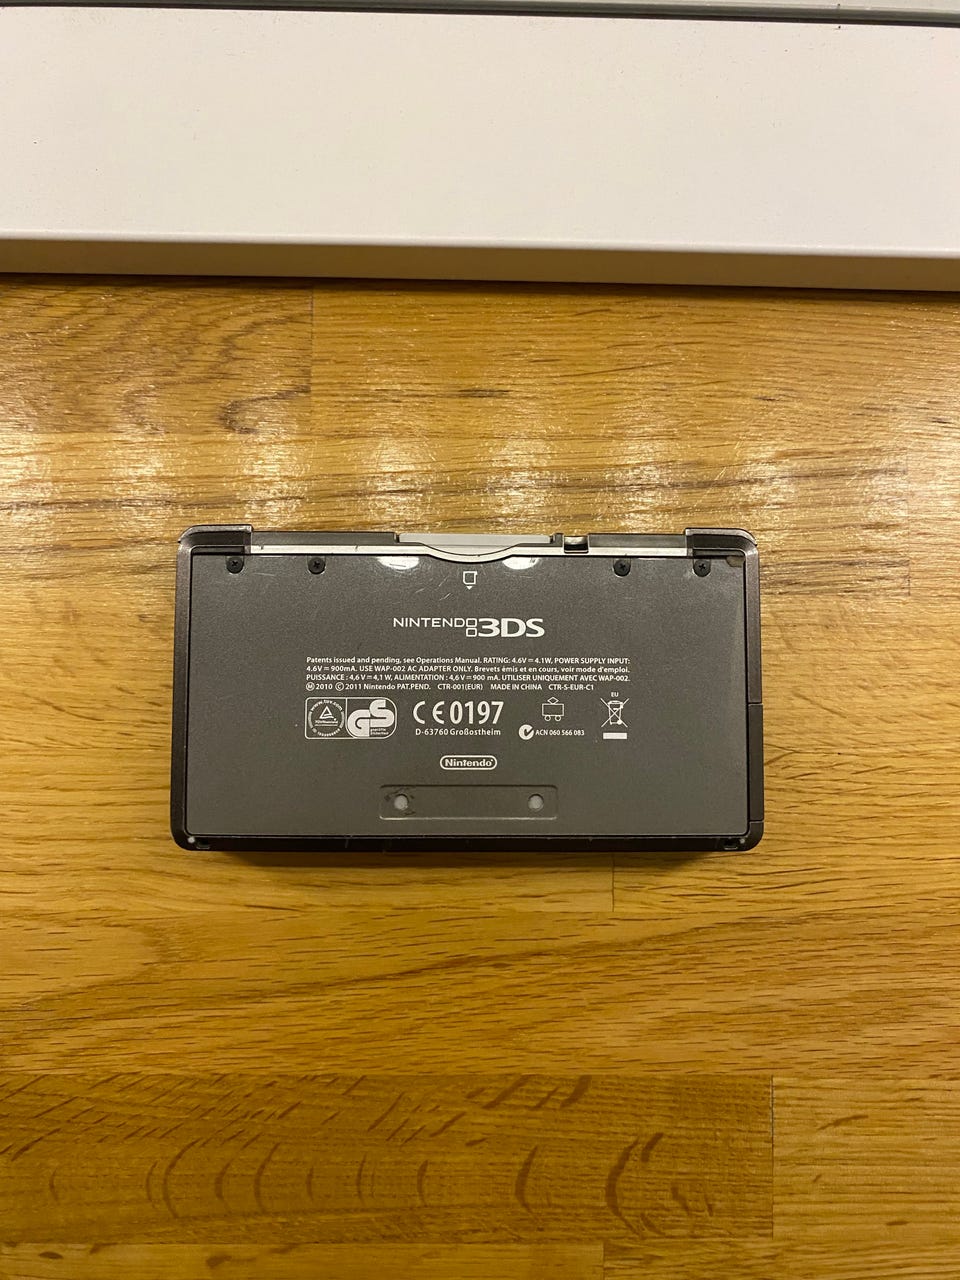 NINTENDO 3DS
Patents issued and pending, see Operations Manual. RATING: 4.6V⎓4.1W, POWER SUPPLY INPUT:
4.6V⎓900mA. USE WAP-002 AC ADAPTER ONLY. Brevets émis et en cours, voir mode d'emploi.
PUISSANCE : 4,6 V⎓4,1 W, ALIMENTATION : 4,6 V⎓900 mA. UTILISER UNIQUEMENT AVEC WAP-002.
Ⓜ 2010 Ⓒ 2011 Nintendo PAT.PEND. CTR-001(EUR) MADE IN CHINA CTR-S-EUR-C1
GS
CE0197
EU
D-63760 Großostheim
ACN 060 566 083
Nintendo